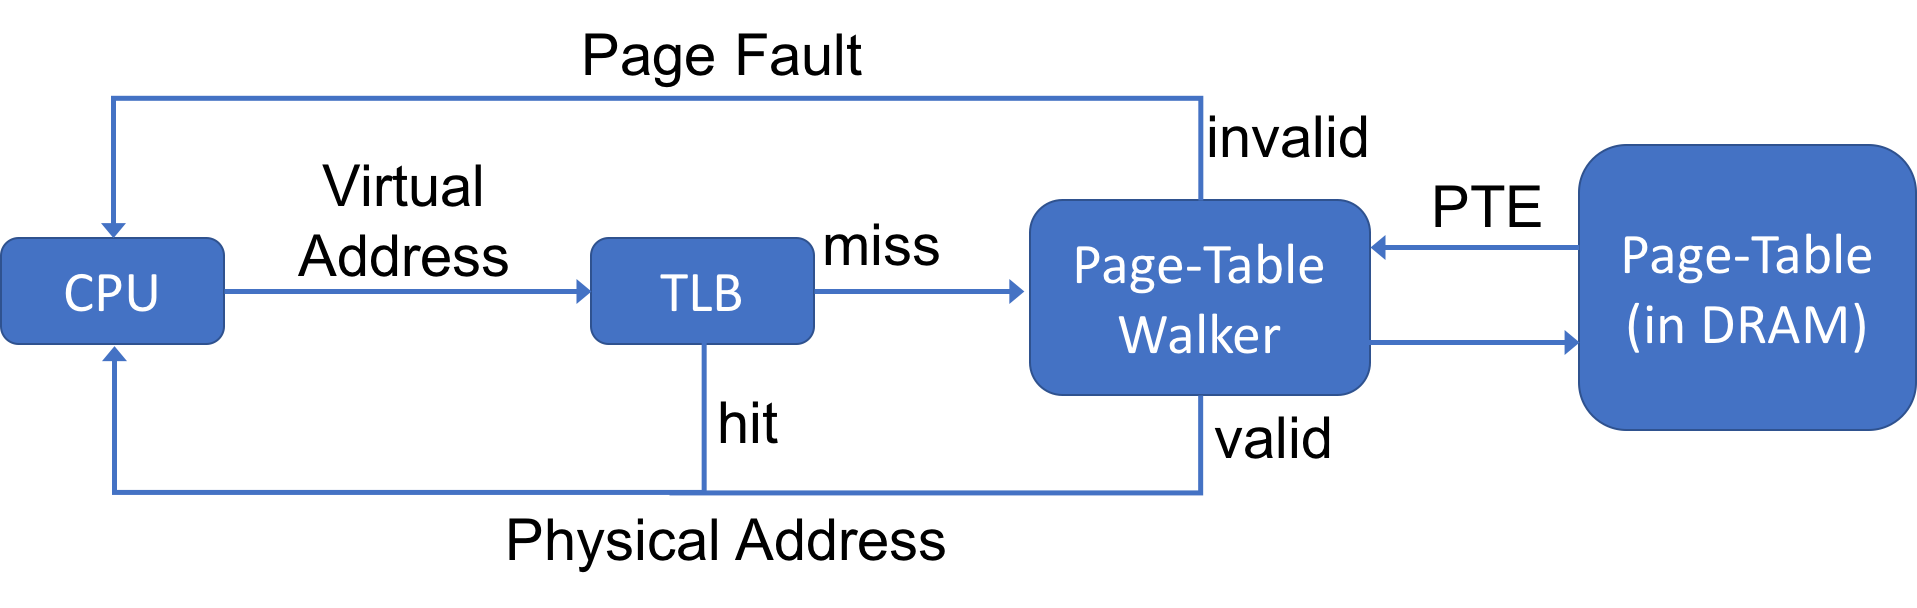 Page Fault
invalid
Virtual
Address
miss
PTE
CPU
TLB
Page-Table
Walker
Page-Table
(in DRAM)
hit
valid
Physical Address